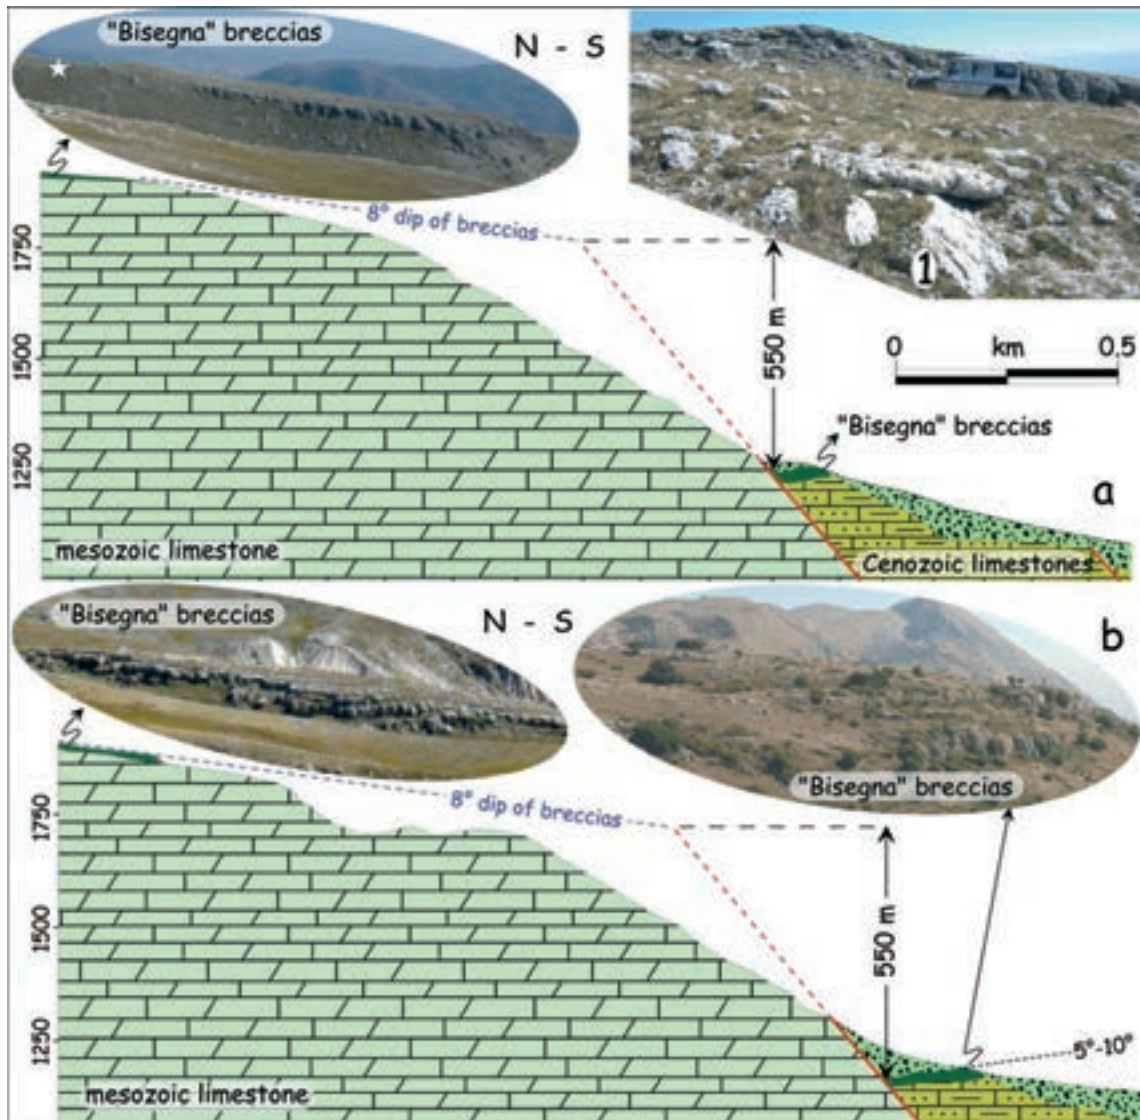 "Bisegna" breccias
N - S
8° dip of breccias
1750
1500
1250
550 m
1
0 km 0.5
"Bisegna" breccias
a
mesozoic limestone
Cenozoic limestones
"Bisegna" breccias
N - S
b
"Bisegna" breccias
8° dip of breccias
1750
1500
1250
550 m
5°-10°
mesozoic limestone